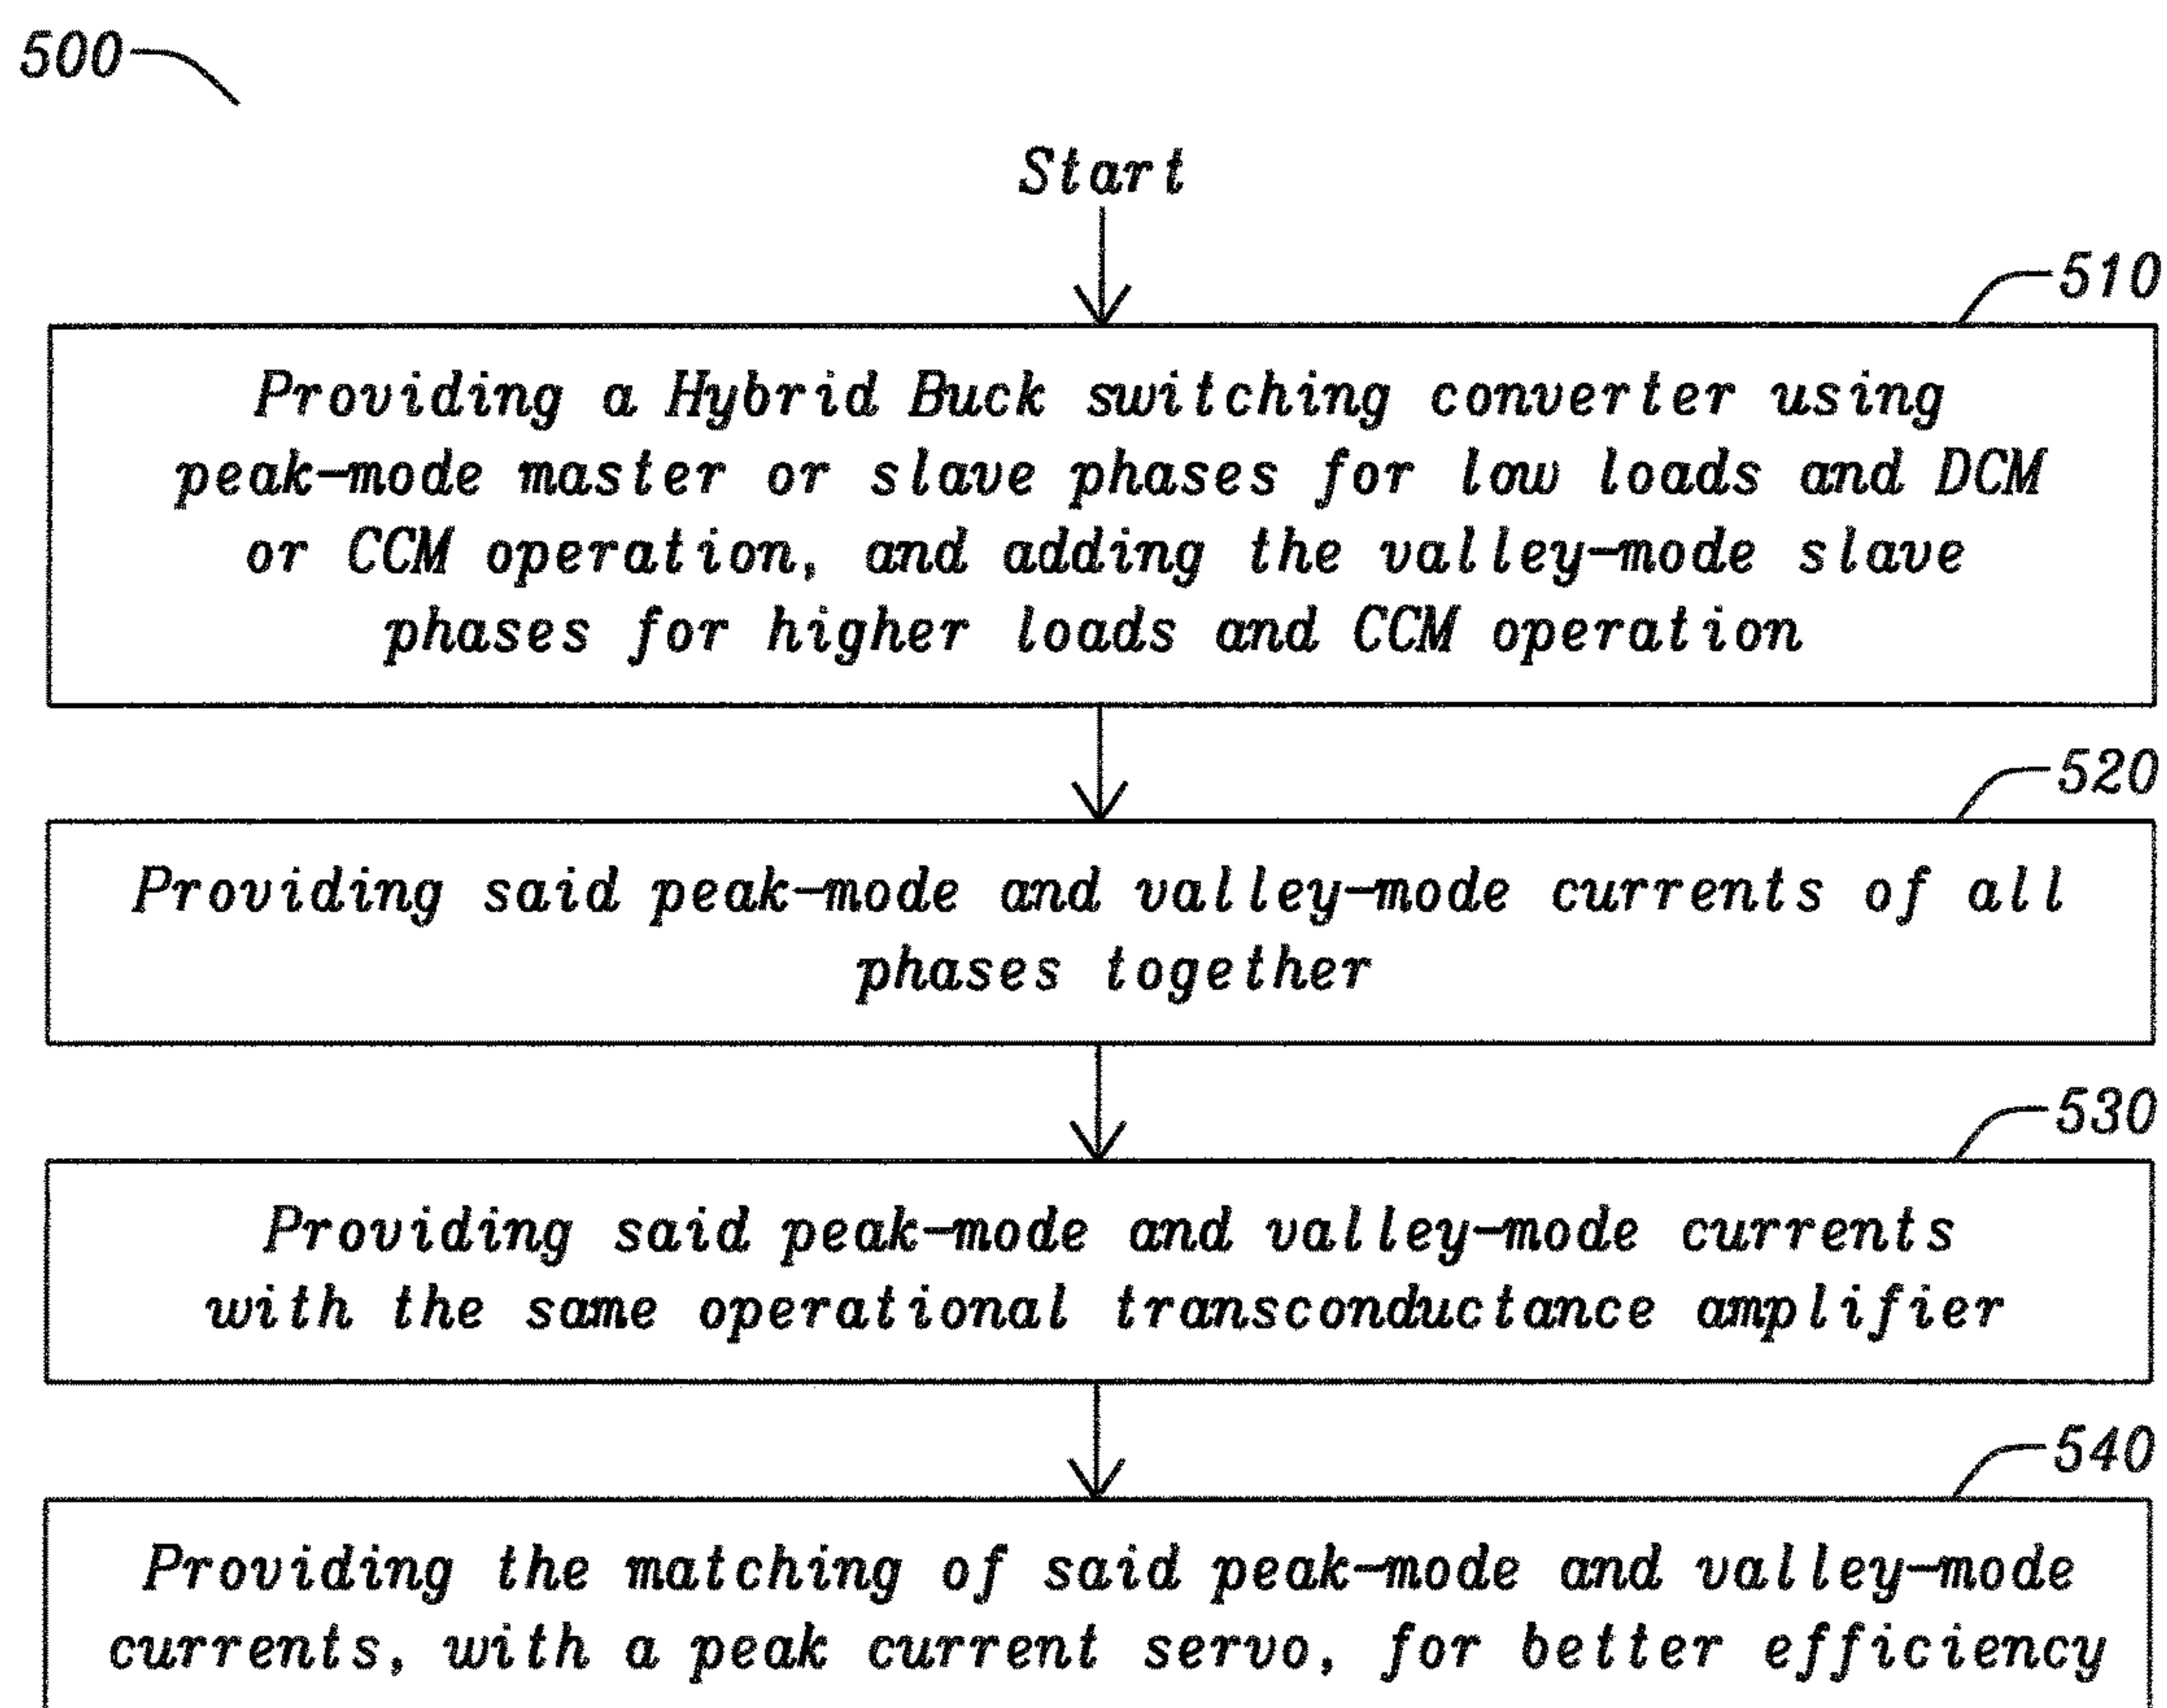 500
Start
510
Providing a Hybrid Buck switching converter using
peak-mode master or slave phases for low loads and DCM
or CCM operation, and adding the valley-mode slave
phases for higher loads and CCM operation
520
Providing said peak-mode and valley-mode currents of all
phases together
530
Providing said peak-mode and valley-mode currents
with the same operational transconductance amplifier
540
Providing the matching of said peak-mode and valley-mode
currents, with a peak current servo, for better efficiency